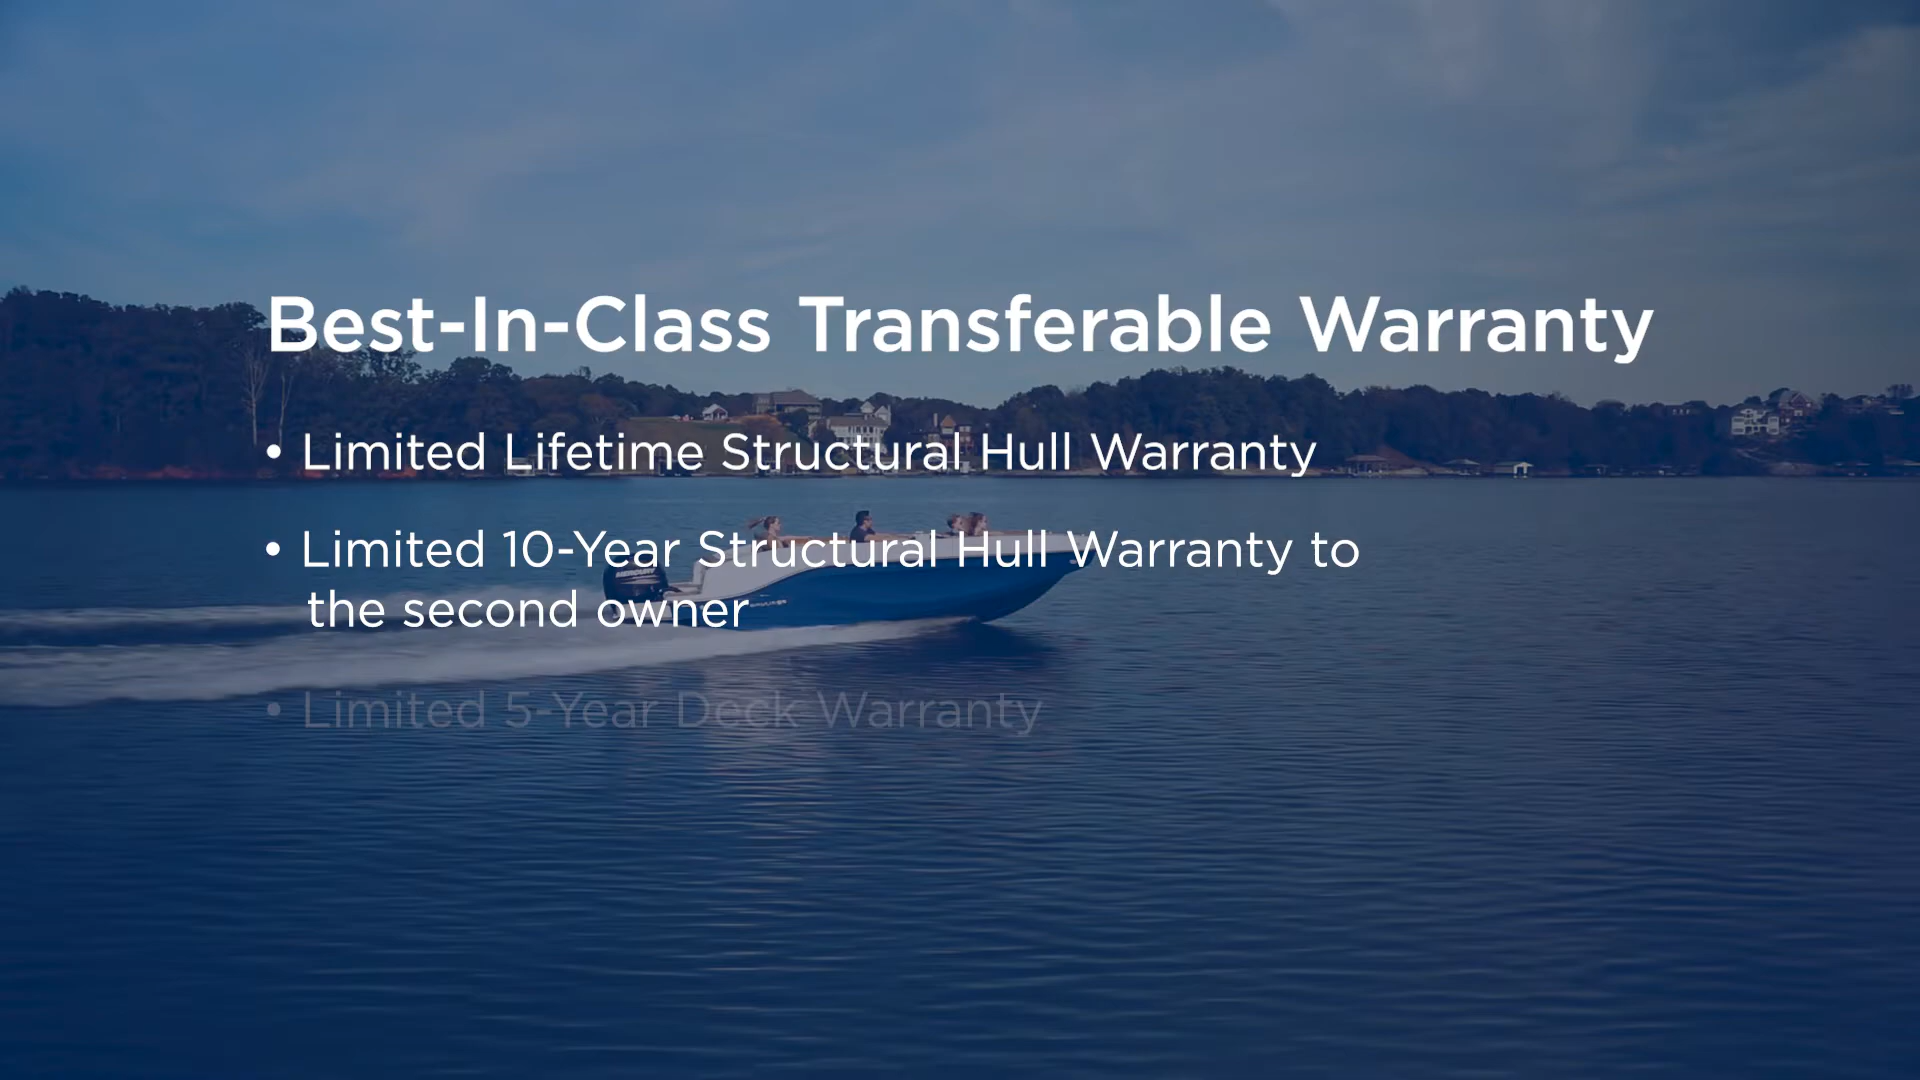 Best-In-Class Transferable Warranty
• Limited Lifetime Structural Hull Warranty
• Limited 10-Year Structural Hull Warranty to
the second owner
• Limited 5-Year Deck Warranty
MERCURY